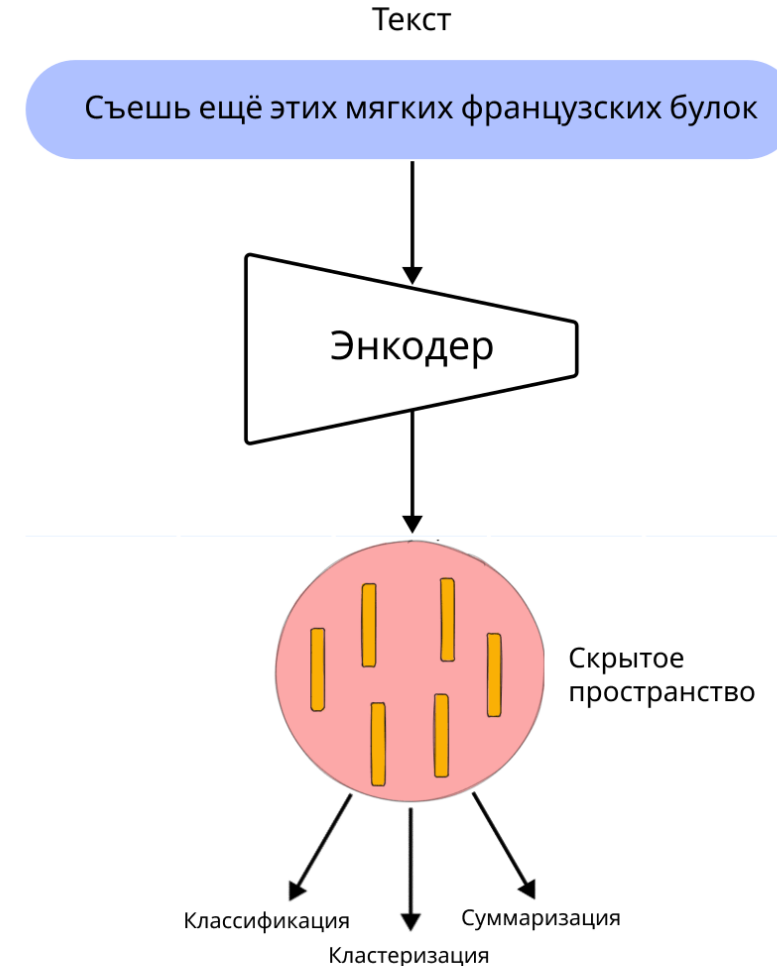 Текст
Съешь ещё этих мягких французских булок
Энкодер
Скрытое
пространство
Классификация
Суммаризация
Кластеризация